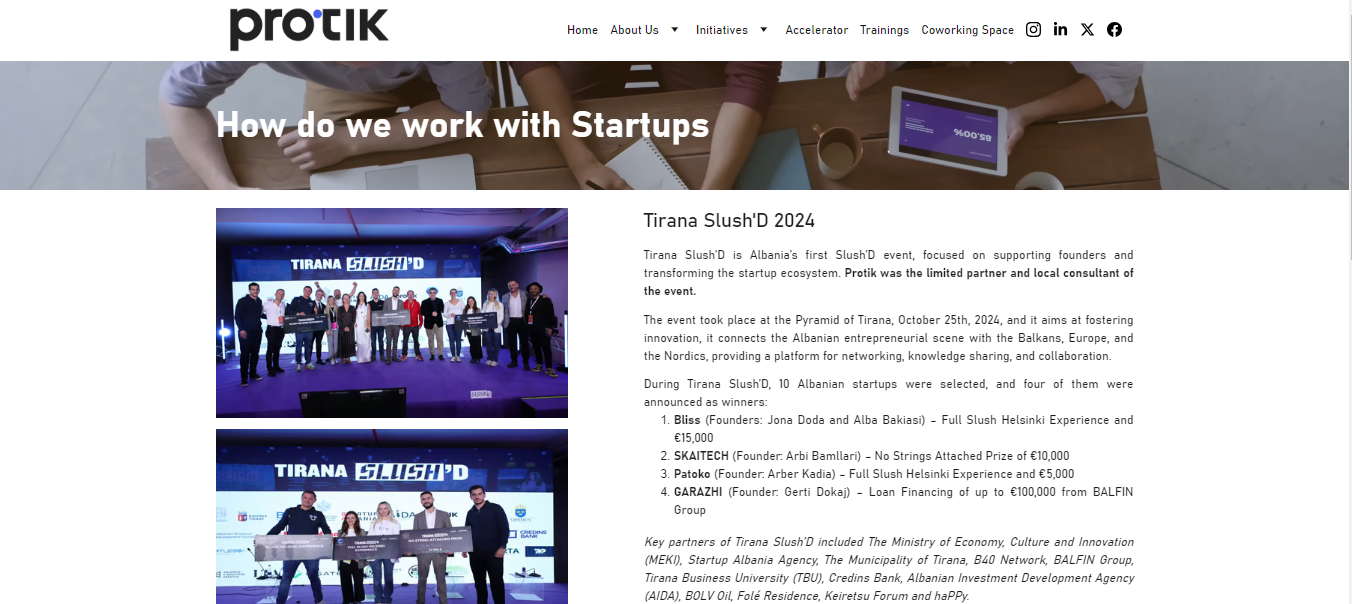 protik
Home About Us Initiatives Accelerator Trainings Coworking Space
85.00%
How do we work with Startups
TIRANA SLUSH'D
TIRANA SLUSH'D
CREDINS BANK
Tirana Slush'D 2024
Tirana Slush'D is Albania's first Slush'D event, focused on supporting founders and
transforming the startup ecosystem. Protik was the limited partner and local consultant of
the event.
The event took place at the Pyramid of Tirana, October 25th, 2024, and it aims at fostering
innovation, it connects the Albanian entrepreneurial scene with the Balkans, Europe, and
the Nordics, providing a platform for networking, knowledge sharing, and collaboration.
During Tirana Slush'D, 10 Albanian startups were selected, and four of them were
announced as winners:
1. Bliss (Founders: Jona Doda and Alba Bakiasi) – Full Slush Helsinki Experience and
€15,000
2. SKAITECH (Founder: Arbi Bamllari) – No Strings Attached Prize of €10,000
3. Patoko (Founder: Arber Kadia) – Full Slush Helsinki Experience and €5,000
4. GARAZHI (Founder: Gerti Dokaj) – Loan Financing of up to €100,000 from BALFIN
Group
Key partners of Tirana Slush'D included The Ministry of Economy, Culture and Innovation
(MEKI), Startup Albania Agency, The Municipality of Tirana, B40 Network, BALFIN Group,
Tirana Business University (TBU), Credins Bank, Albanian Investment Development Agency
(AIDA), BOLV Oil, Folé Residence, Keiretsu Forum and haPPy.